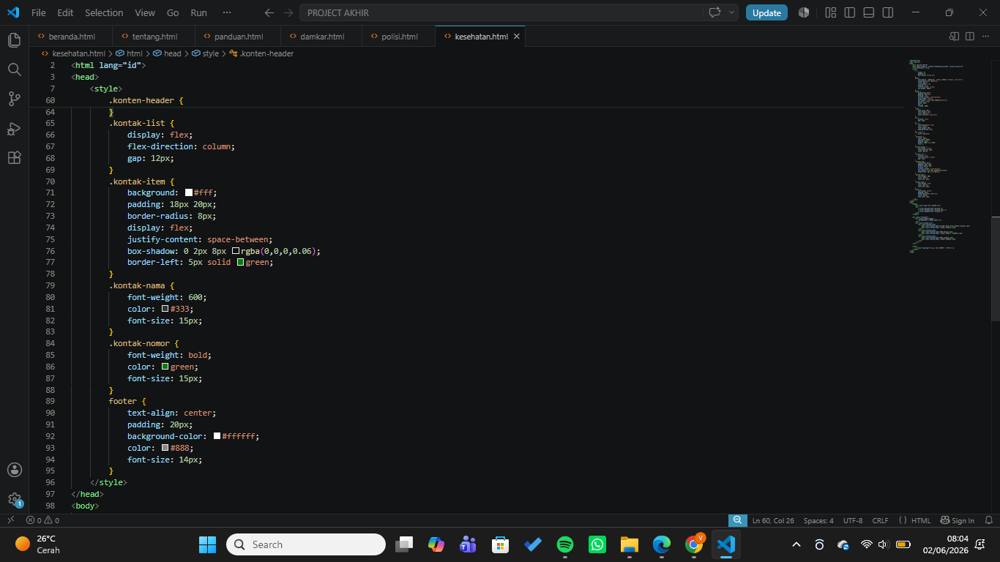 File Edit Selection View Go Run ··· PROJECT AKHIR Update
beranda.html tentang.html panduan.html damkar.html polisi.html kesehatan.html
kesehatan.html > html > head > style > .konten-header
2 <html lang="id">
3 <head>
7 <style>
60 .konten-header {
64 }
65 .kontak-list {
66 display: flex;
67 flex-direction: column;
68 gap: 12px;
69 }
70 .kontak-item {
71 background: #fff;
72 padding: 18px 20px;
73 border-radius: 8px;
74 display: flex;
75 justify-content: space-between;
76 box-shadow: 0 2px 8px rgba(0,0,0,0.06);
77 border-left: 5px solid green;
78 }
79 .kontak-nama {
80 font-weight: 600;
81 color: #333;
82 font-size: 15px;
83 }
84 .kontak-nomor {
85 font-weight: bold;
86 color: green;
87 font-size: 15px;
88 }
89 footer {
90 text-align: center;
91 padding: 20px;
92 background-color: #ffffff;
93 color: #888;
94 font-size: 14px;
95 }
96 </style>
97 </head>
98 <body>
1
0 0 Ln 60, Col 26 Spaces: 4 UTF-8 CRLF {} HTML Sign In
26°C
Cerah
Search
V
08:04
02/06/2026